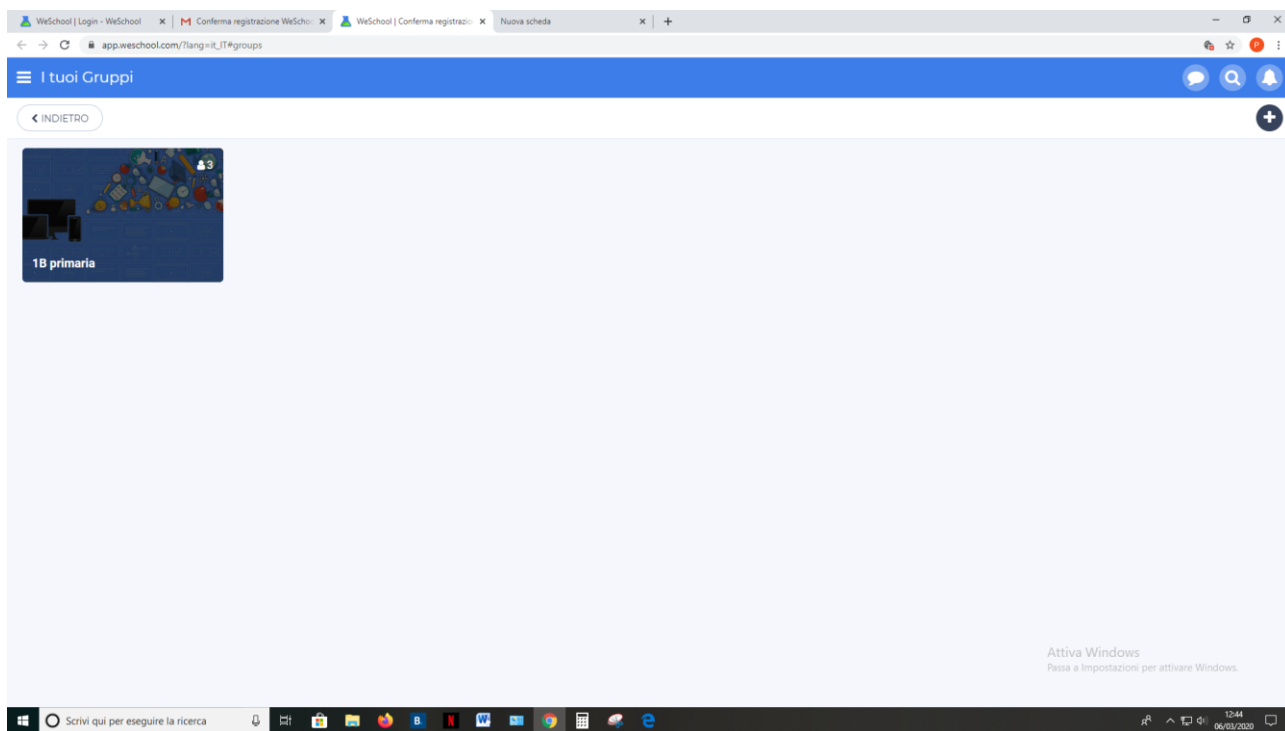 WeSchool | Login - WeSchool
Conferma registrazione WeSchoo
WeSchool | Conferma registrazio
Nuova scheda
app.weschool.com/?lang=it_IT#groups
P
I tuoi Gruppi
INDIETRO
3
1B primaria
Attiva Windows
Passa a Impostazioni per attivare Windows.
Scrivi qui per eseguire la ricerca
B.
N
W
12:44
06/03/2020